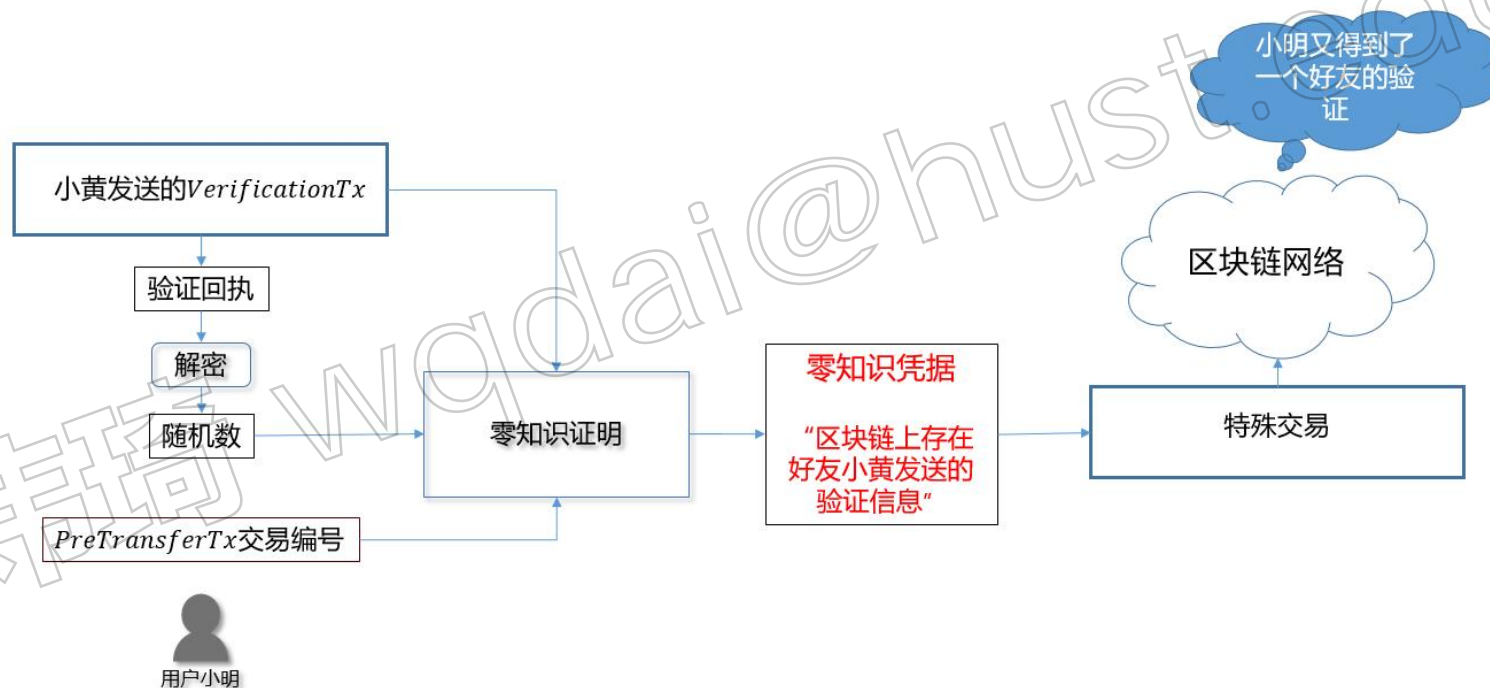 小明又得到了
一个好友的验
证
小黄发送的VerificationTx
验证回执
解密
随机数
PreTransferTx交易编号
用户小明
零知识证明
零知识凭据
“区块链上存在
好友小黄发送的
验证信息”
特殊交易
区块链网络
炜琦 wqdai@hust.edu